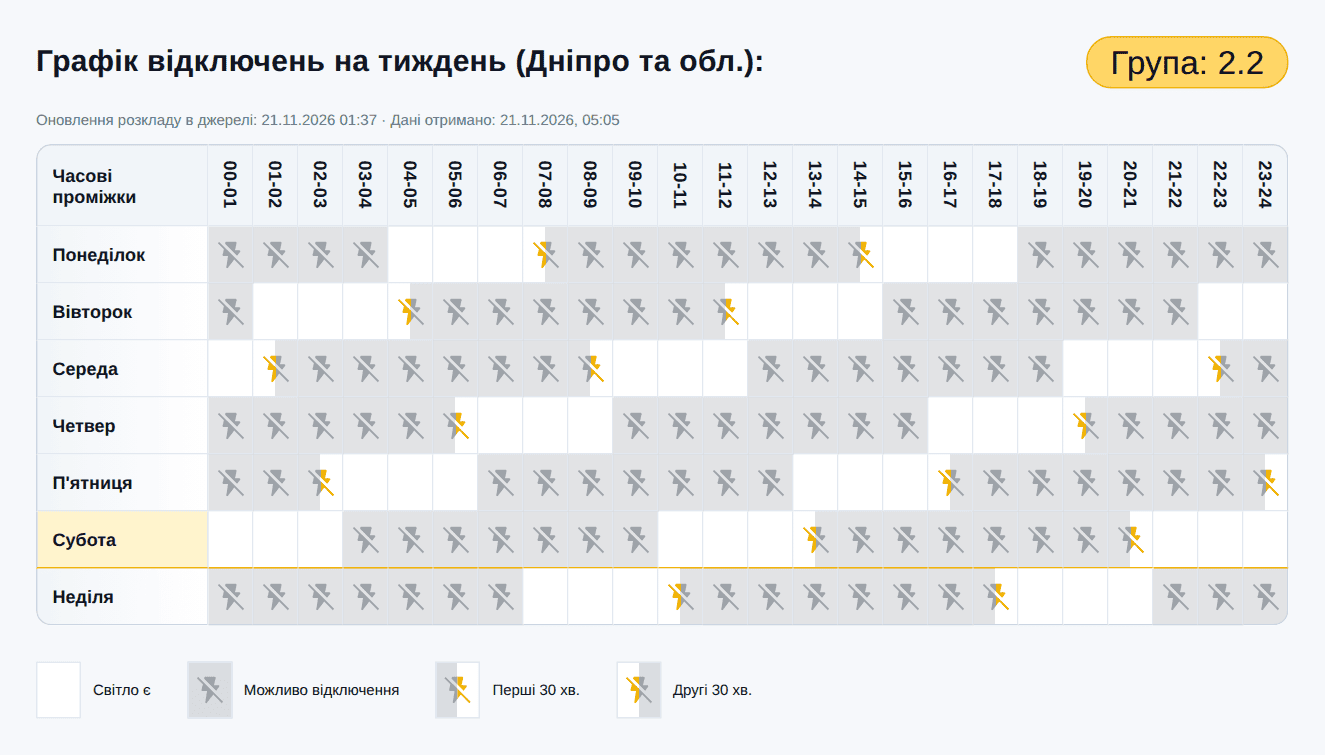 Графік відключень на тиждень (Дніпро та обл.):
Група: 2.2
Оновлення розкладу в джерелі: 21.11.2026 01:37 · Дані отримано: 21.11.2026, 05:05
Часові
проміжки
00-01
01-02
02-03
03-04
04-05
05-06
06-07
07-08
08-09
09-10
10-11
11-12
12-13
13-14
14-15
15-16
16-17
17-18
18-19
19-20
20-21
21-22
22-23
23-24
Понеділок
Вівторок
Середа
Четвер
П'ятниця
Субота
Неділя
Світло є
Можливо відключення
Перші 30 хв.
Другі 30 хв.